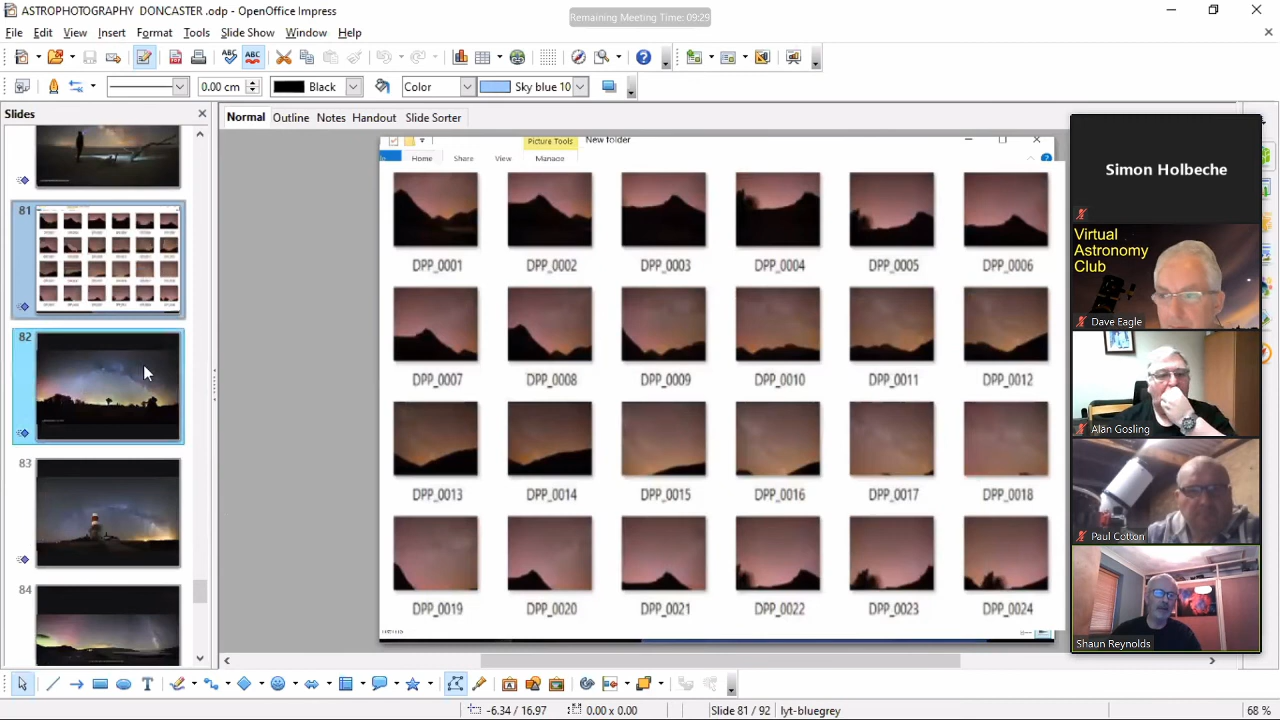 ASTROPHOTOGRAPHY DONCASTER .odp - OpenOffice Impress
Remaining Meeting Time: 09:29
File Edit View Insert Format Tools Slide Show Window Help
0.00 cm Black Color Sky blue 10
Slides
Normal Outline Notes Handout Slide Sorter
Picture Tools New folder
Home Share View Manage
81
82
83
84
DPP_0001 DPP_0002 DPP_0003 DPP_0004 DPP_0005 DPP_0006
DPP_0007 DPP_0008 DPP_0009 DPP_0010 DPP_0011 DPP_0012
DPP_0013 DPP_0014 DPP_0015 DPP_0016 DPP_0017 DPP_0018
DPP_0019 DPP_0020 DPP_0021 DPP_0022 DPP_0023 DPP_0024
Simon Holbeche
Virtual
Astronomy
Club
Dave Eagle
Alan Gosling
Paul Cotton
Shaun Reynolds
-6.34 / 16.97 0.00 x 0.00 Slide 81 / 92 lyt-bluegrey 68 %